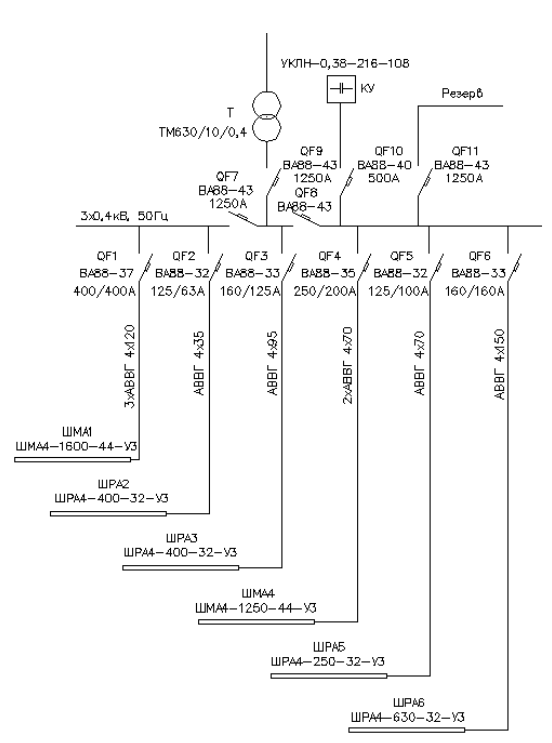 УКЛН-0,38-216-108
КУ
Резерв
Т
ТМ630/10/0,4
QF9
ВА88-43
1250А
QF10
ВА88-40
500А
QF11
ВА88-43
1250А
QF7
ВА88-43
1250А
QF8
ВА88-43
3х0,4кВ, 50Гц
QF1
ВА88-37
400/400А
QF2
ВА88-32
125/63А
QF3
ВА88-33
160/125А
QF4
ВА88-35
250/200А
QF5
ВА88-32
125/100А
QF6
ВА88-33
160/160А
3хАВВГ 4х120
АВВГ 4х35
АВВГ 4х95
2хАВВГ 4х70
АВВГ 4х70
АВВГ 4х150
ШМА1
ШМА4-1600-44-У3
ШРА2
ШРА4-400-32-У3
ШРА3
ШРА4-400-32-У3
ШМА4
ШМА4-1250-44-У3
ШРА5
ШРА4-250-32-У3
ШРА6
ШРА4-630-32-У3